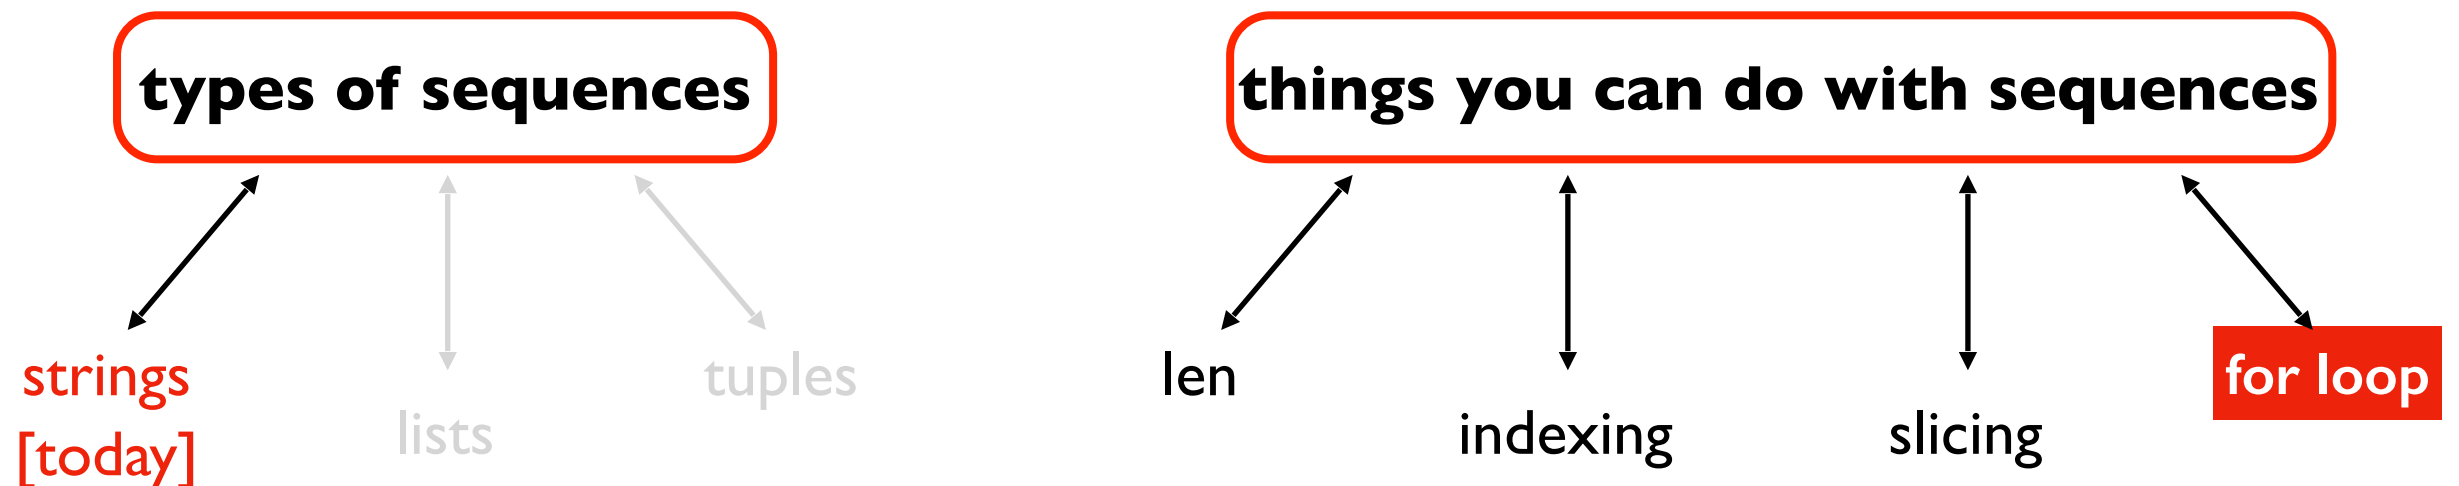 types of sequences
things you can do with sequences
strings
[today]
lists
tuples
len
indexing
slicing
for loop